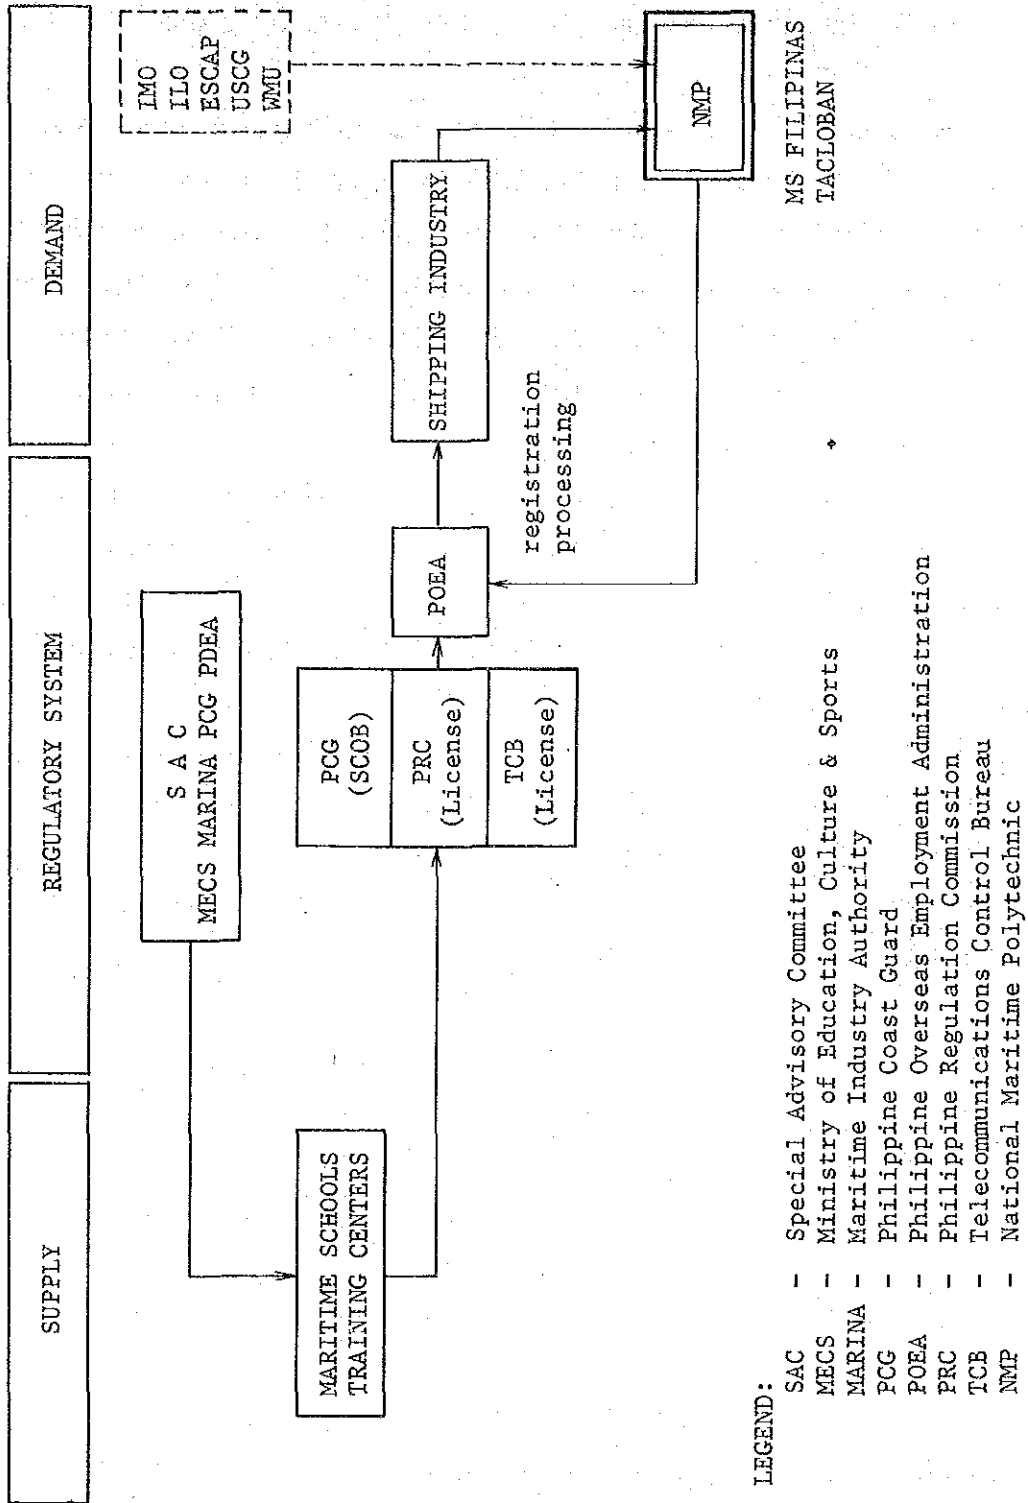 SUPPLY
REGULATORY SYSTEM
DEMAND
S A C
MECS MARINA PCG PDEA
IMO
ILO
ESCAP
USCG
WMU
MARITIME SCHOOLS
TRAINING CENTERS
PCG
(SCOB)
PRC
(License)
TCB
(License)
POEA
SHIPPING INDUSTRY
registration
processing
NMP
MS FILIPINAS
TACLOBAN
LEGEND:
SAC - Special Advisory Committee
MECS - Ministry of Education, Culture & Sports
MARINA - Maritime Industry Authority
PCG - Philippine Coast Guard
POEA - Philippine Overseas Employment Administration
PRC - Philippine Regulation Commission
TCB - Telecommunications Control Bureau
NMP - National Maritime Polytechnic